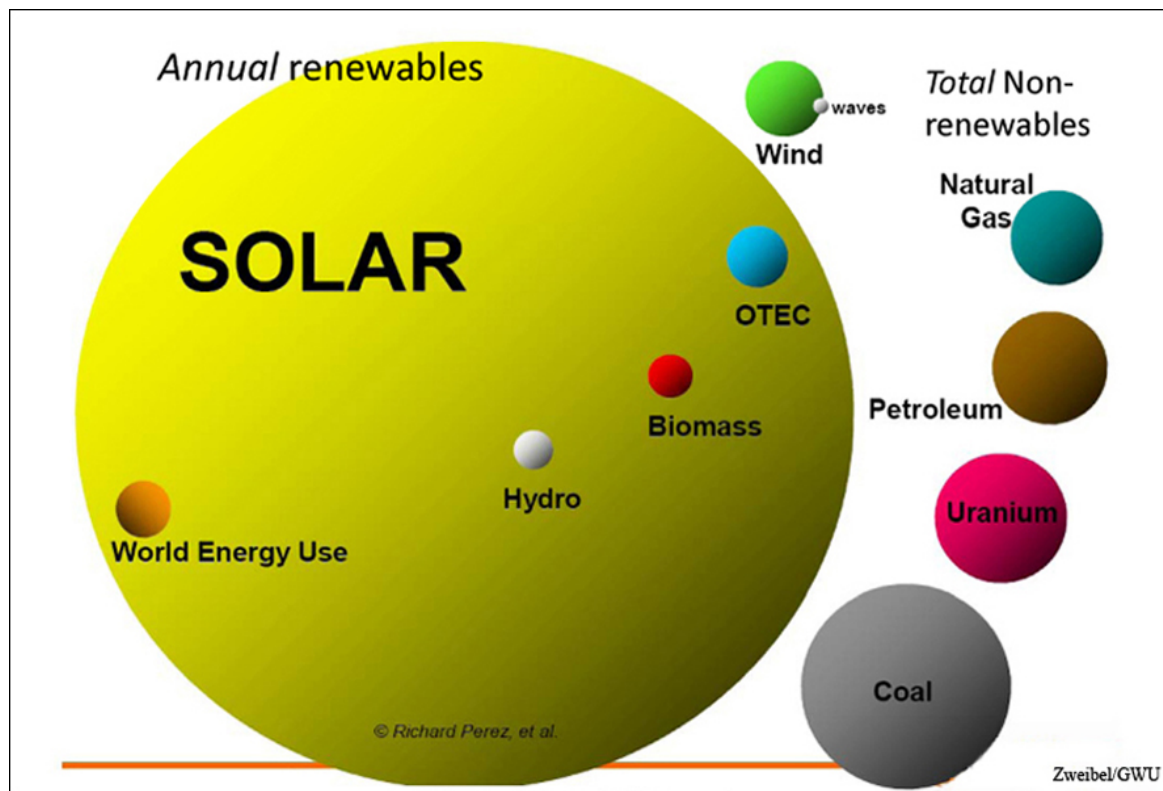 Annual renewables
SOLAR
World Energy Use
Hydro
Biomass
OTEC
Wind
waves
Total Non-
renewables
Natural
Gas
Petroleum
Uranium
Coal
© Richard Perez, et al.
Zweibel/GWU